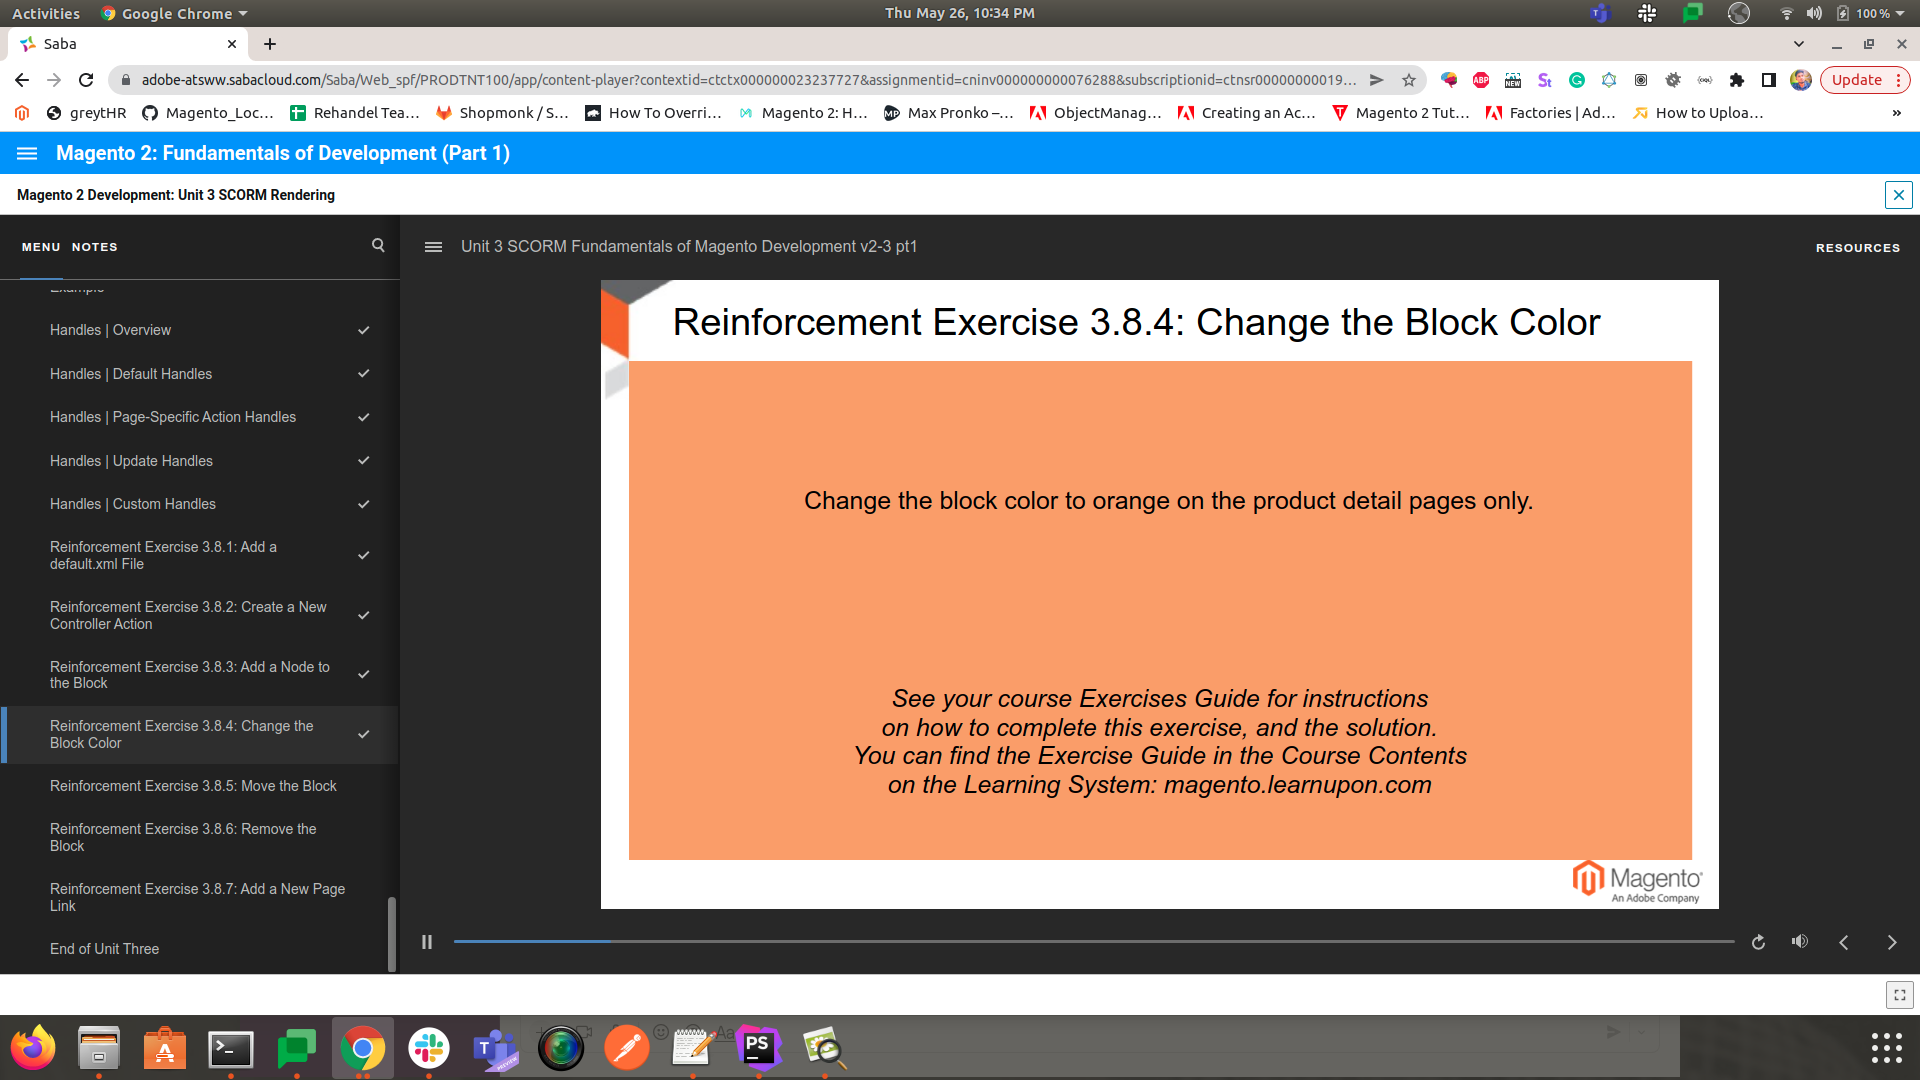 Activities
Google Chrome
Thu May 26, 10:34 PM
100 %
Saba
adobe-atsww.sabacloud.com/Saba/Web_spf/PRODTNT100/app/content-player?contextid=ctctx000000023237727&assignmentid=cninv000000000076288&subscriptionid=ctnsr00000000019...
ABP
NEW
St
Update
greyHR
Magento_Loc...
Rehandel Tea...
Shopmonk / S...
How To Overri...
Magento 2: H...
Max Pronko –...
ObjectManag...
Creating an Ac...
Magento 2 Tut...
Factories | Ad...
How to Uploa...
»
Magento 2: Fundamentals of Development (Part 1)
Magento 2 Development: Unit 3 SCORM Rendering
MENU NOTES
Unit 3 SCORM Fundamentals of Magento Development v2-3 pt1
RESOURCES
Example
Handles | Overview
Handles | Default Handles
Handles | Page-Specific Action Handles
Handles | Update Handles
Handles | Custom Handles
Reinforcement Exercise 3.8.1: Add a
default.xml File
Reinforcement Exercise 3.8.2: Create a New
Controller Action
Reinforcement Exercise 3.8.3: Add a Node to
the Block
Reinforcement Exercise 3.8.4: Change the
Block Color
Reinforcement Exercise 3.8.5: Move the Block
Reinforcement Exercise 3.8.6: Remove the
Block
Reinforcement Exercise 3.8.7: Add a New Page
Link
End of Unit Three
Reinforcement Exercise 3.8.4: Change the Block Color
Change the block color to orange on the product detail pages only.
See your course Exercises Guide for instructions
on how to complete this exercise, and the solution.
You can find the Exercise Guide in the Course Contents
on the Learning System: magento.learnupon.com
Magento
An Adobe Company
PS